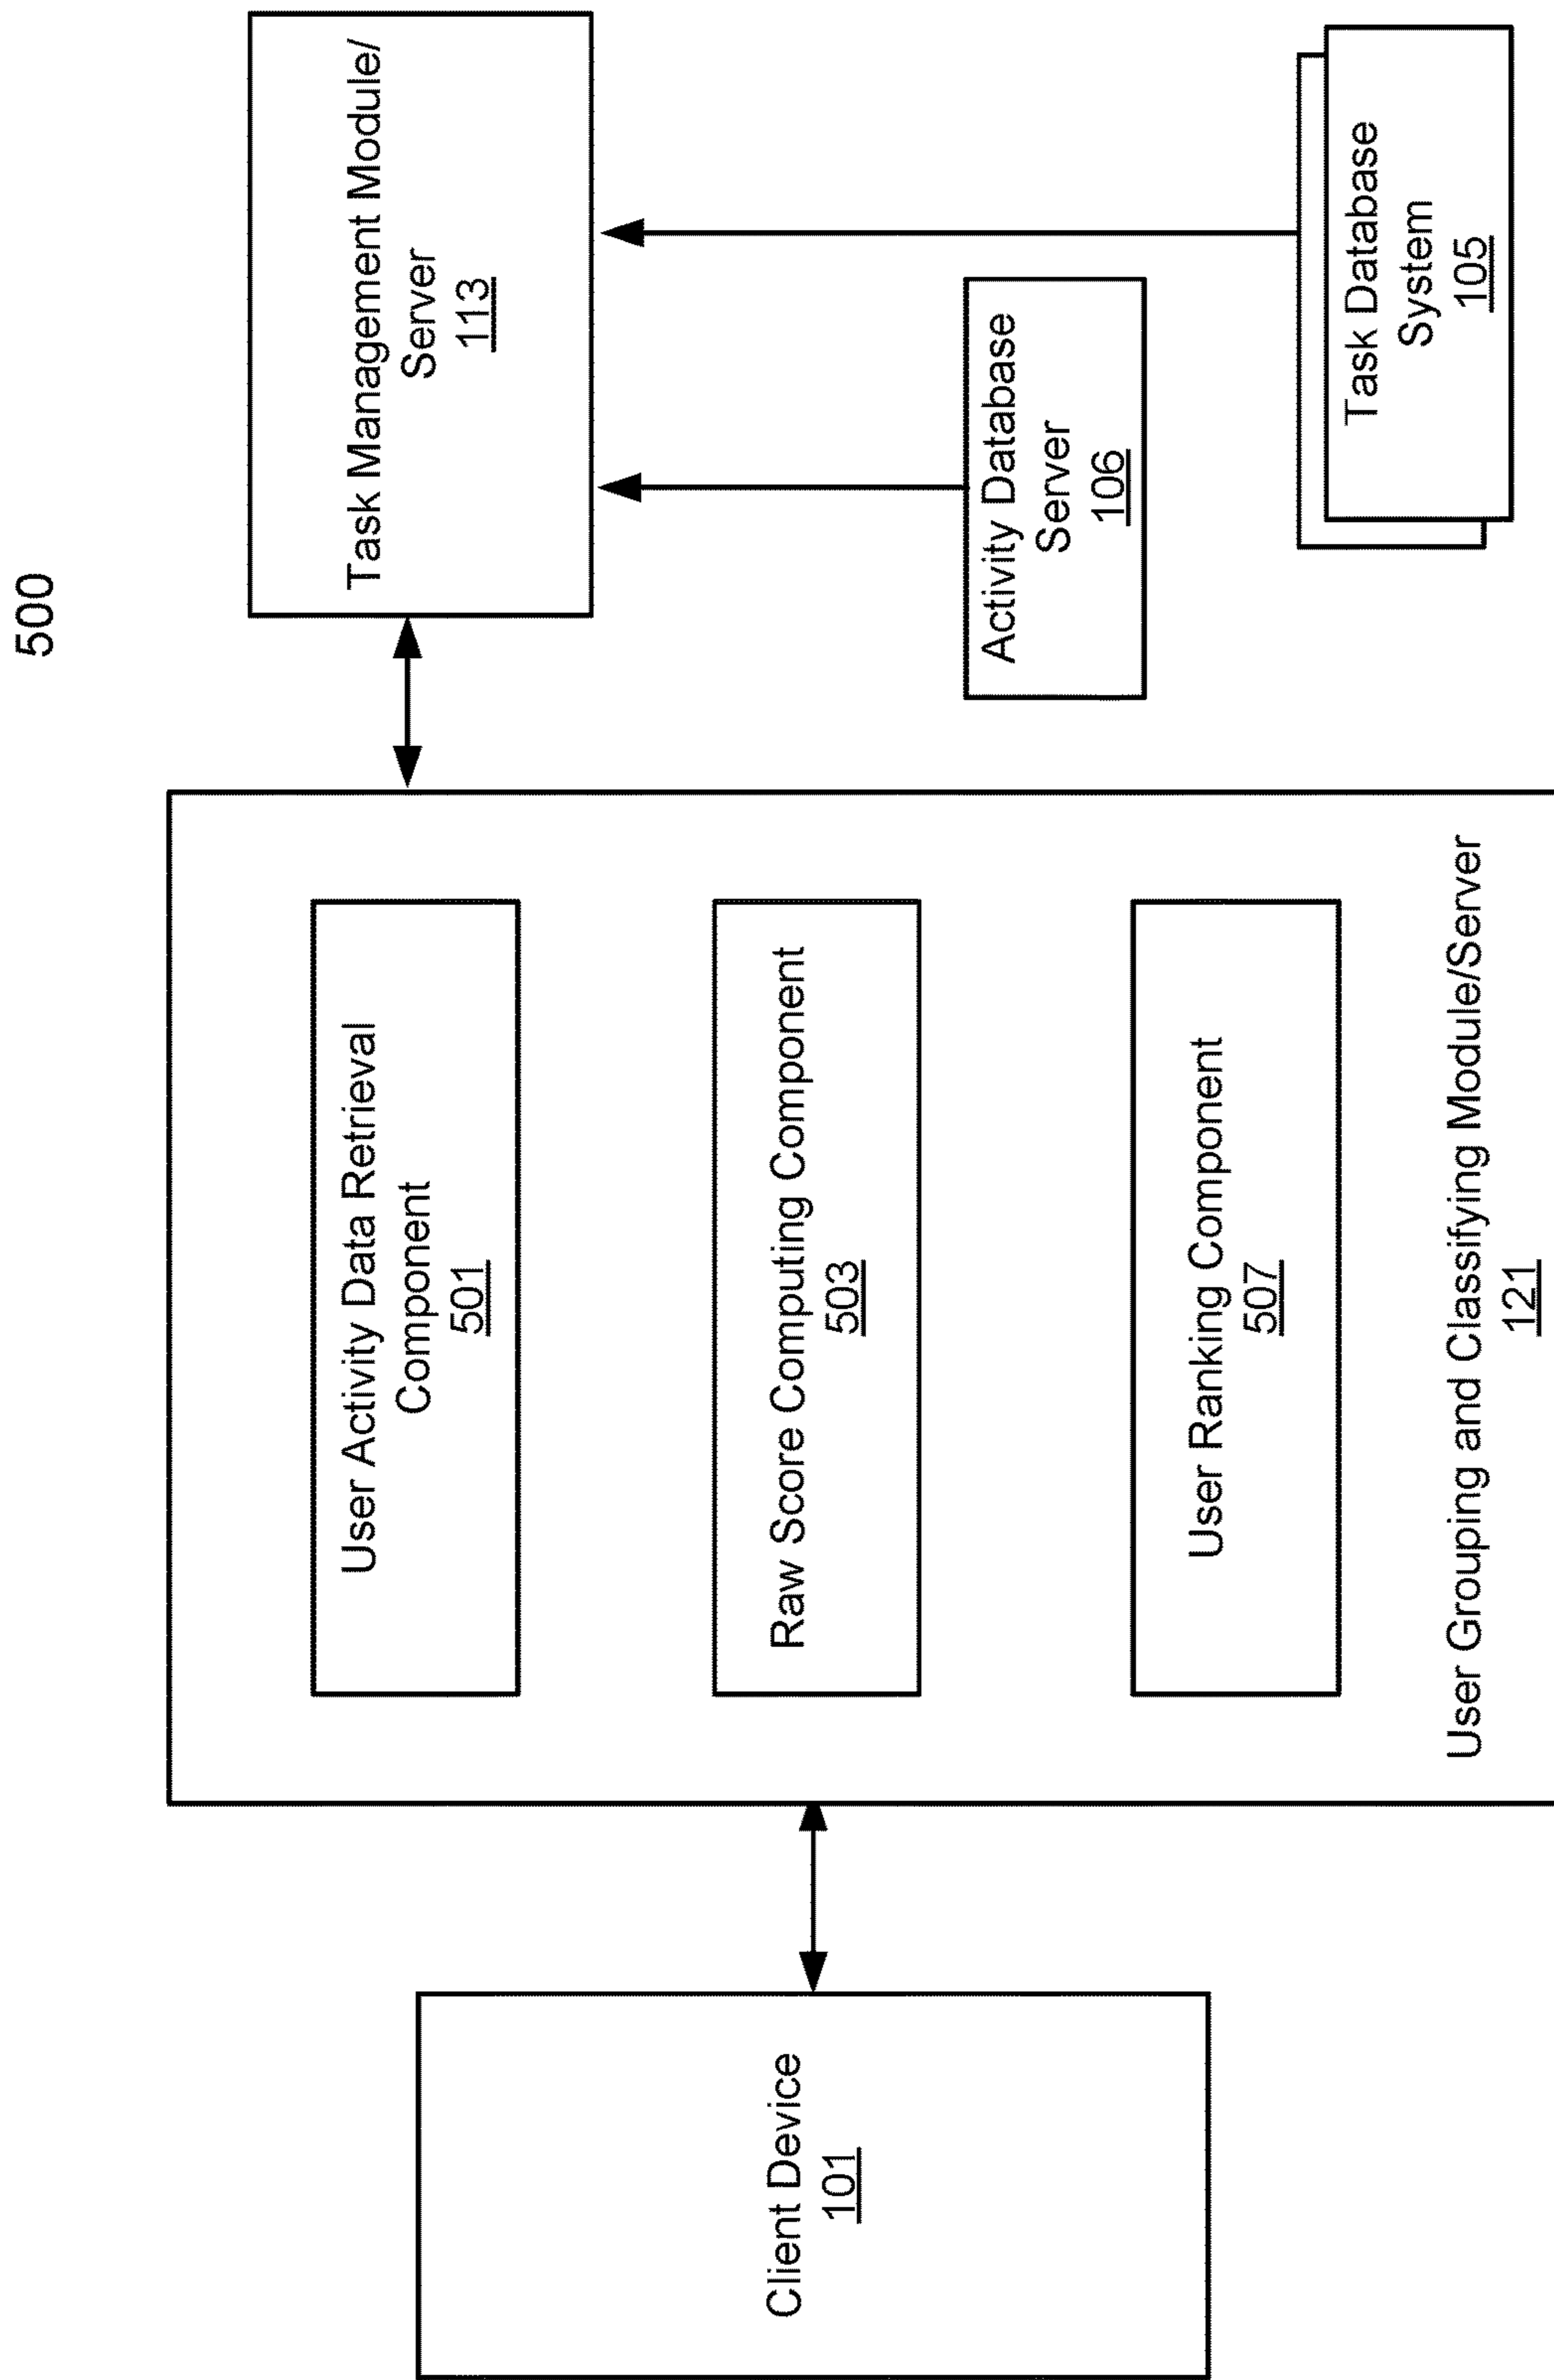 500
Client Device
101
User Activity Data Retrieval
Component
501
Raw Score Computing Component
503
User Ranking Component
507
User Grouping and Classifying Module/Server
121
Task Management Module/
Server
113
Activity Database
Server
106
Task Database
System
105